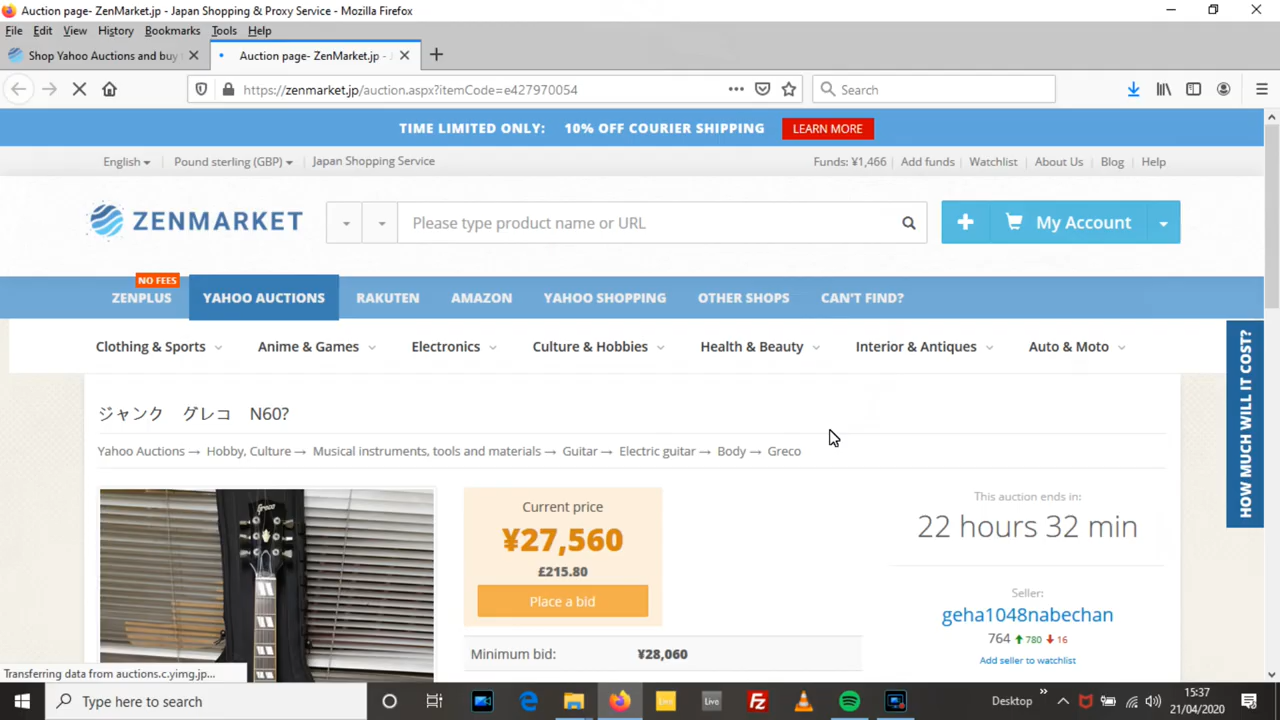 Auction page- ZenMarket.jp - Japan Shopping & Proxy Service - Mozilla Firefox
File Edit View History Bookmarks Tools Help
Shop Yahoo Auctions and buy
Auction page- ZenMarket.jp -
https://zenmarket.jp/auction.aspx?itemCode=e427970054
Search
TIME LIMITED ONLY: 10% OFF COURIER SHIPPING LEARN MORE
English Pound sterling (GBP) Japan Shopping Service Funds: ¥1,466 Add funds Watchlist About Us Blog Help
ZENMARKET Please type product name or URL My Account
NO FEES
ZENPLUS YAHOO AUCTIONS RAKUTEN AMAZON YAHOO SHOPPING OTHER SHOPS CAN'T FIND?
Clothing & Sports Anime & Games Electronics Culture & Hobbies Health & Beauty Interior & Antiques Auto & Moto
HOW MUCH WILL IT COST?
ジャンク グレコ N60?
Yahoo Auctions → Hobby, Culture → Musical instruments, tools and materials → Guitar → Electric guitar → Body → Greco
Greco
Current price
¥27,560
£215.80
Place a bid
Minimum bid: ¥28,060
This auction ends in:
22 hours 32 min
Seller:
geha1048nabechan
764 780 16
Add seller to watchlist
Transferring data from auctions.c.yimg.jp...
Type here to search
Live
Live
Fz
Desktop
15:37
21/04/2020